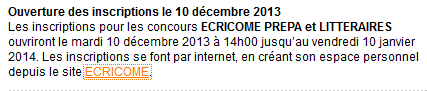 Ouverture des inscriptions le 10 décembre 2013
Les inscriptions pour les concours ECRICOME PREPA et LITTERAIRES
ouvriront le mardi 10 décembre 2013 à 14h00 jusqu'au vendredi 10 janvier
2014. Les inscriptions se font par internet, en créant son espace personnel
depuis le site ECRICOME.